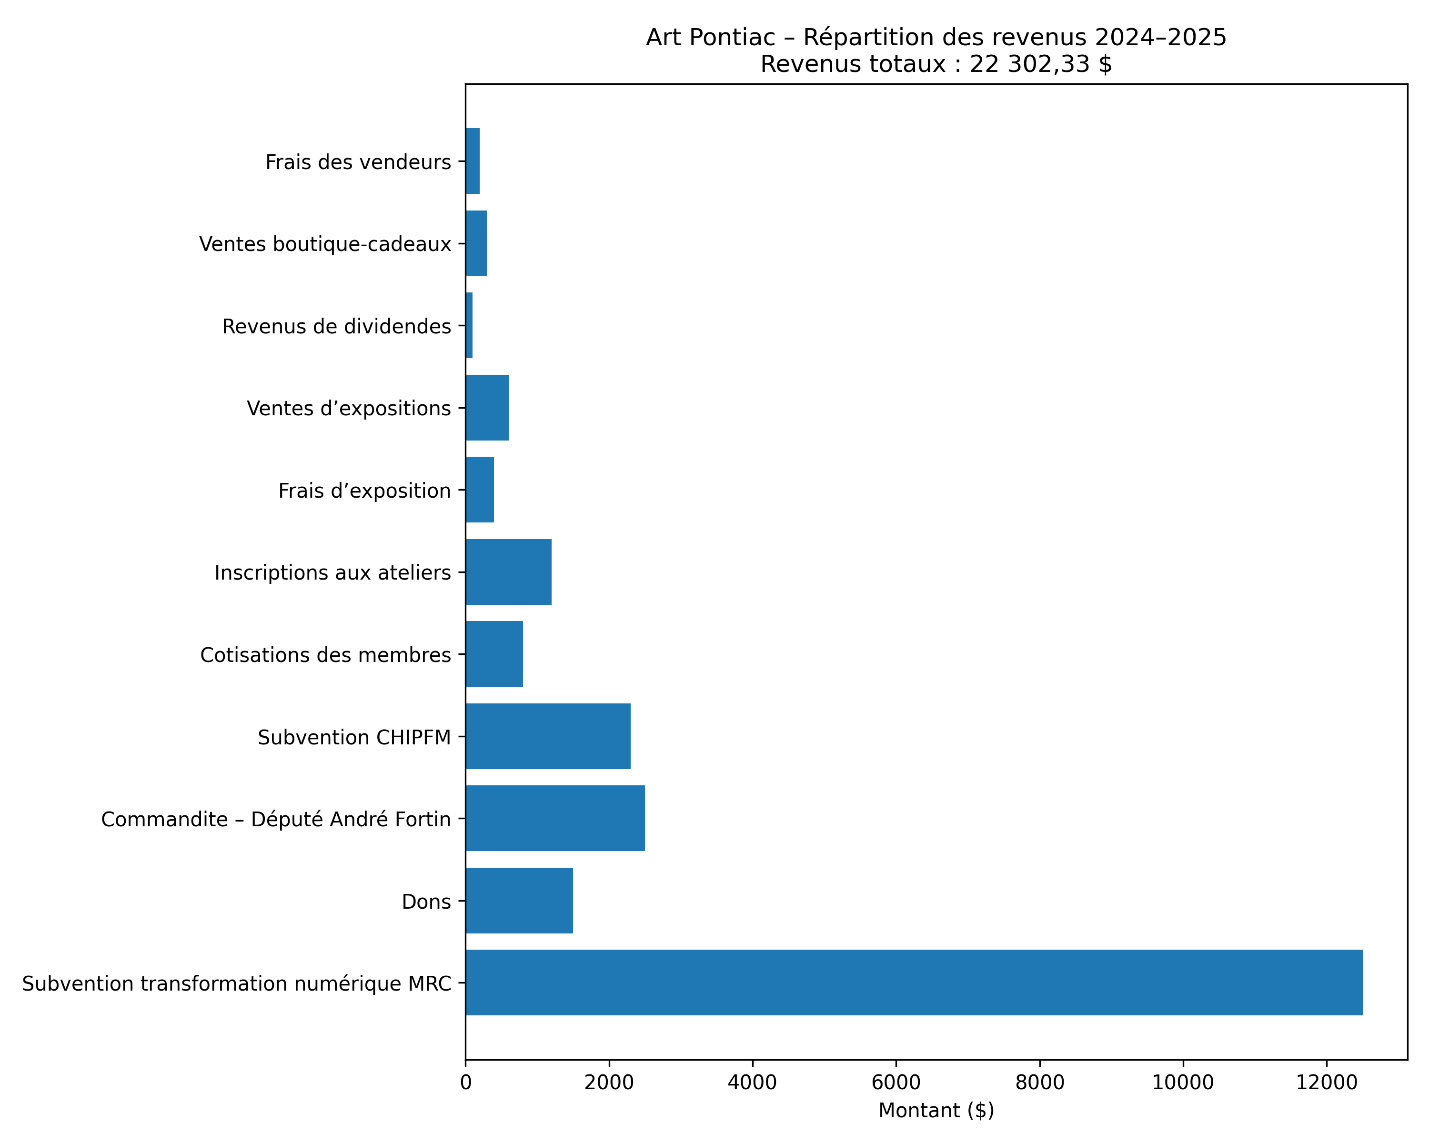 Art Pontiac – Répartition des revenus 2024–2025
Revenus totaux : 22 302,33 $
Frais des vendeurs
Ventes boutique-cadeaux
Revenus de dividendes
Ventes d’expositions
Frais d’exposition
Inscriptions aux ateliers
Cotisations des membres
Subvention CHIPFM
Commandite – Député André Fortin
Dons
Subvention transformation numérique MRC
0 2000 4000 6000 8000 10000 12000
Montant ($)